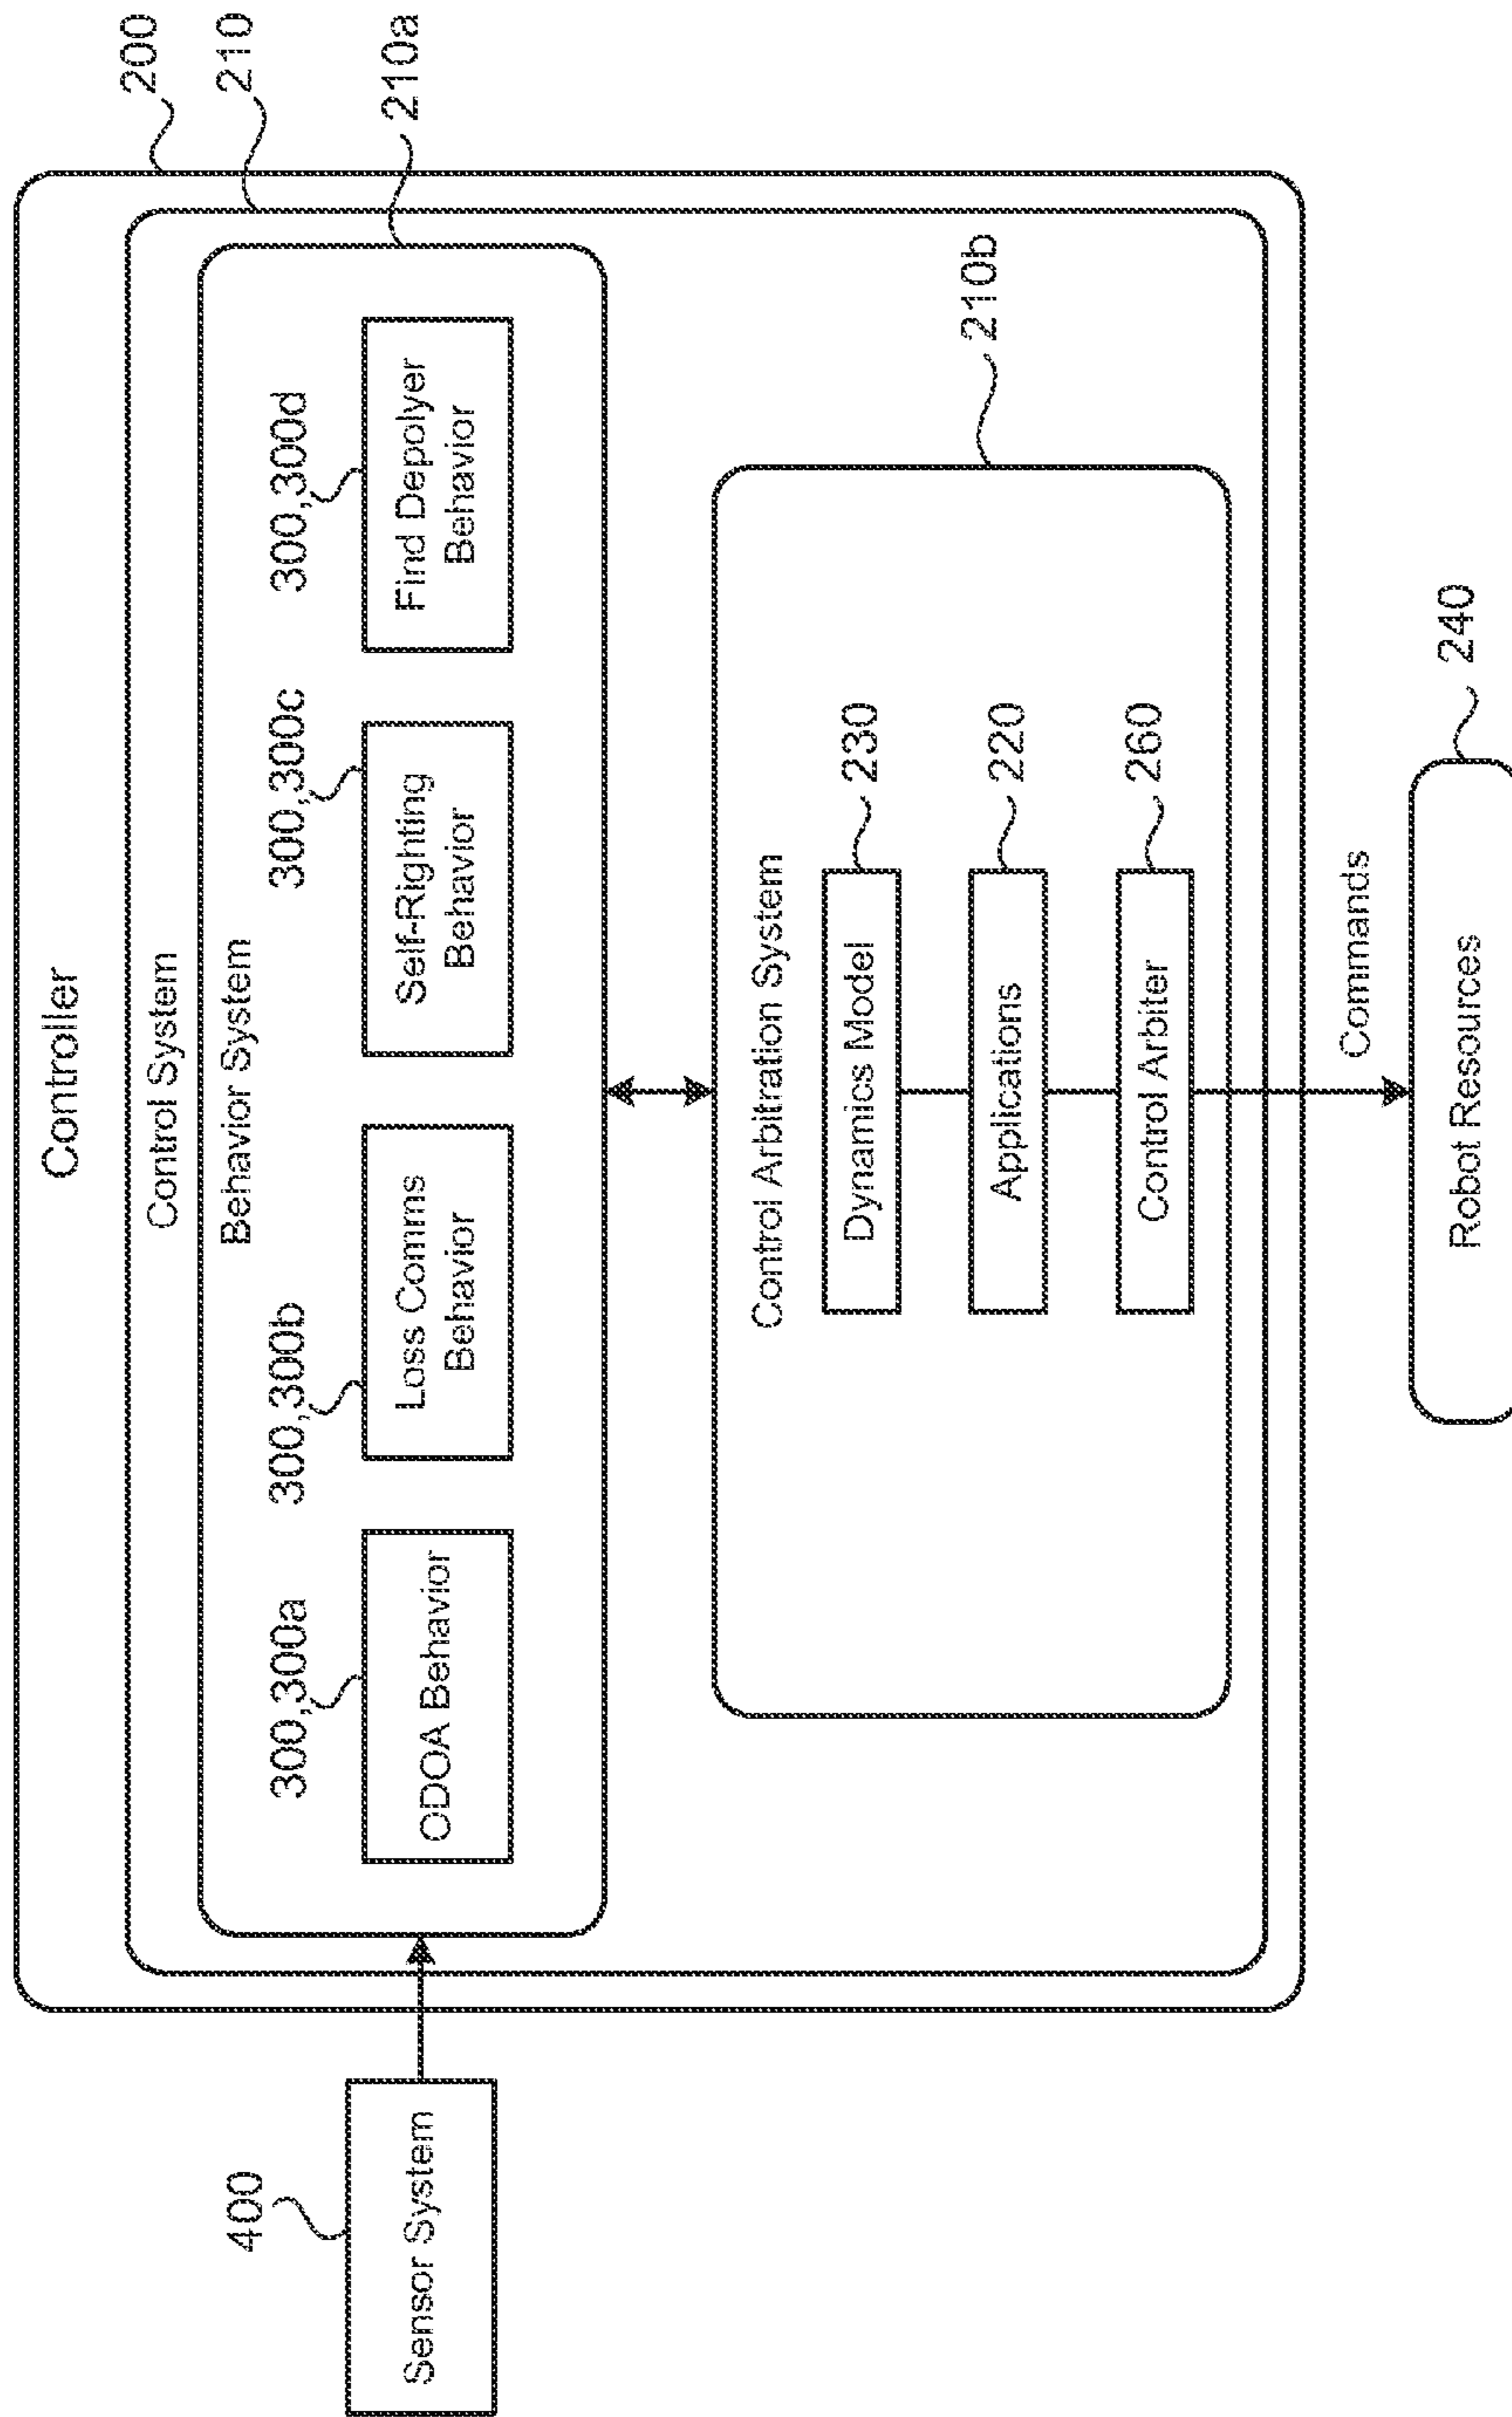 Controller
200
Control System
210
Behavior System
210a
300,300a
300,300b
300,300c
300,300d
ODOA Behavior
Loss Comms
Behavior
Self-Righting
Behavior
Find Depolyer
Behavior
400
Sensor System
Control Arbitration System
210b
Dynamics Model
230
Applications
220
Control Arbiter
260
Commands
Robot Resources
240